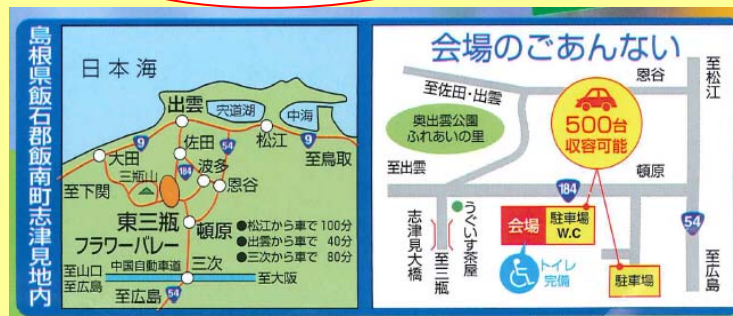 島根県飯石郡飯南町志津見地内
日本海
出雲
宍道湖
中海
9
佐田
54
松江
9
大田
184
波多
至鳥取
三瓶山
恩谷
至下関
東三瓶
フラワーバレー
頓原
●松江から車で100分
●出雲から車で 40分
●三次から車で 80分
至山口
至広島
中国自動車道
三次
至大阪
至広島
54
会場のごあんない
恩谷
至松江
至佐田・出雲
奥出雲公園
ふれあいの里
500台
収容可能
至出雲
頓原
184
54
志津見大橋
至三瓶
うぐいす茶屋
会場
駐車場
W.C
トイレ
完備
駐車場
至広島